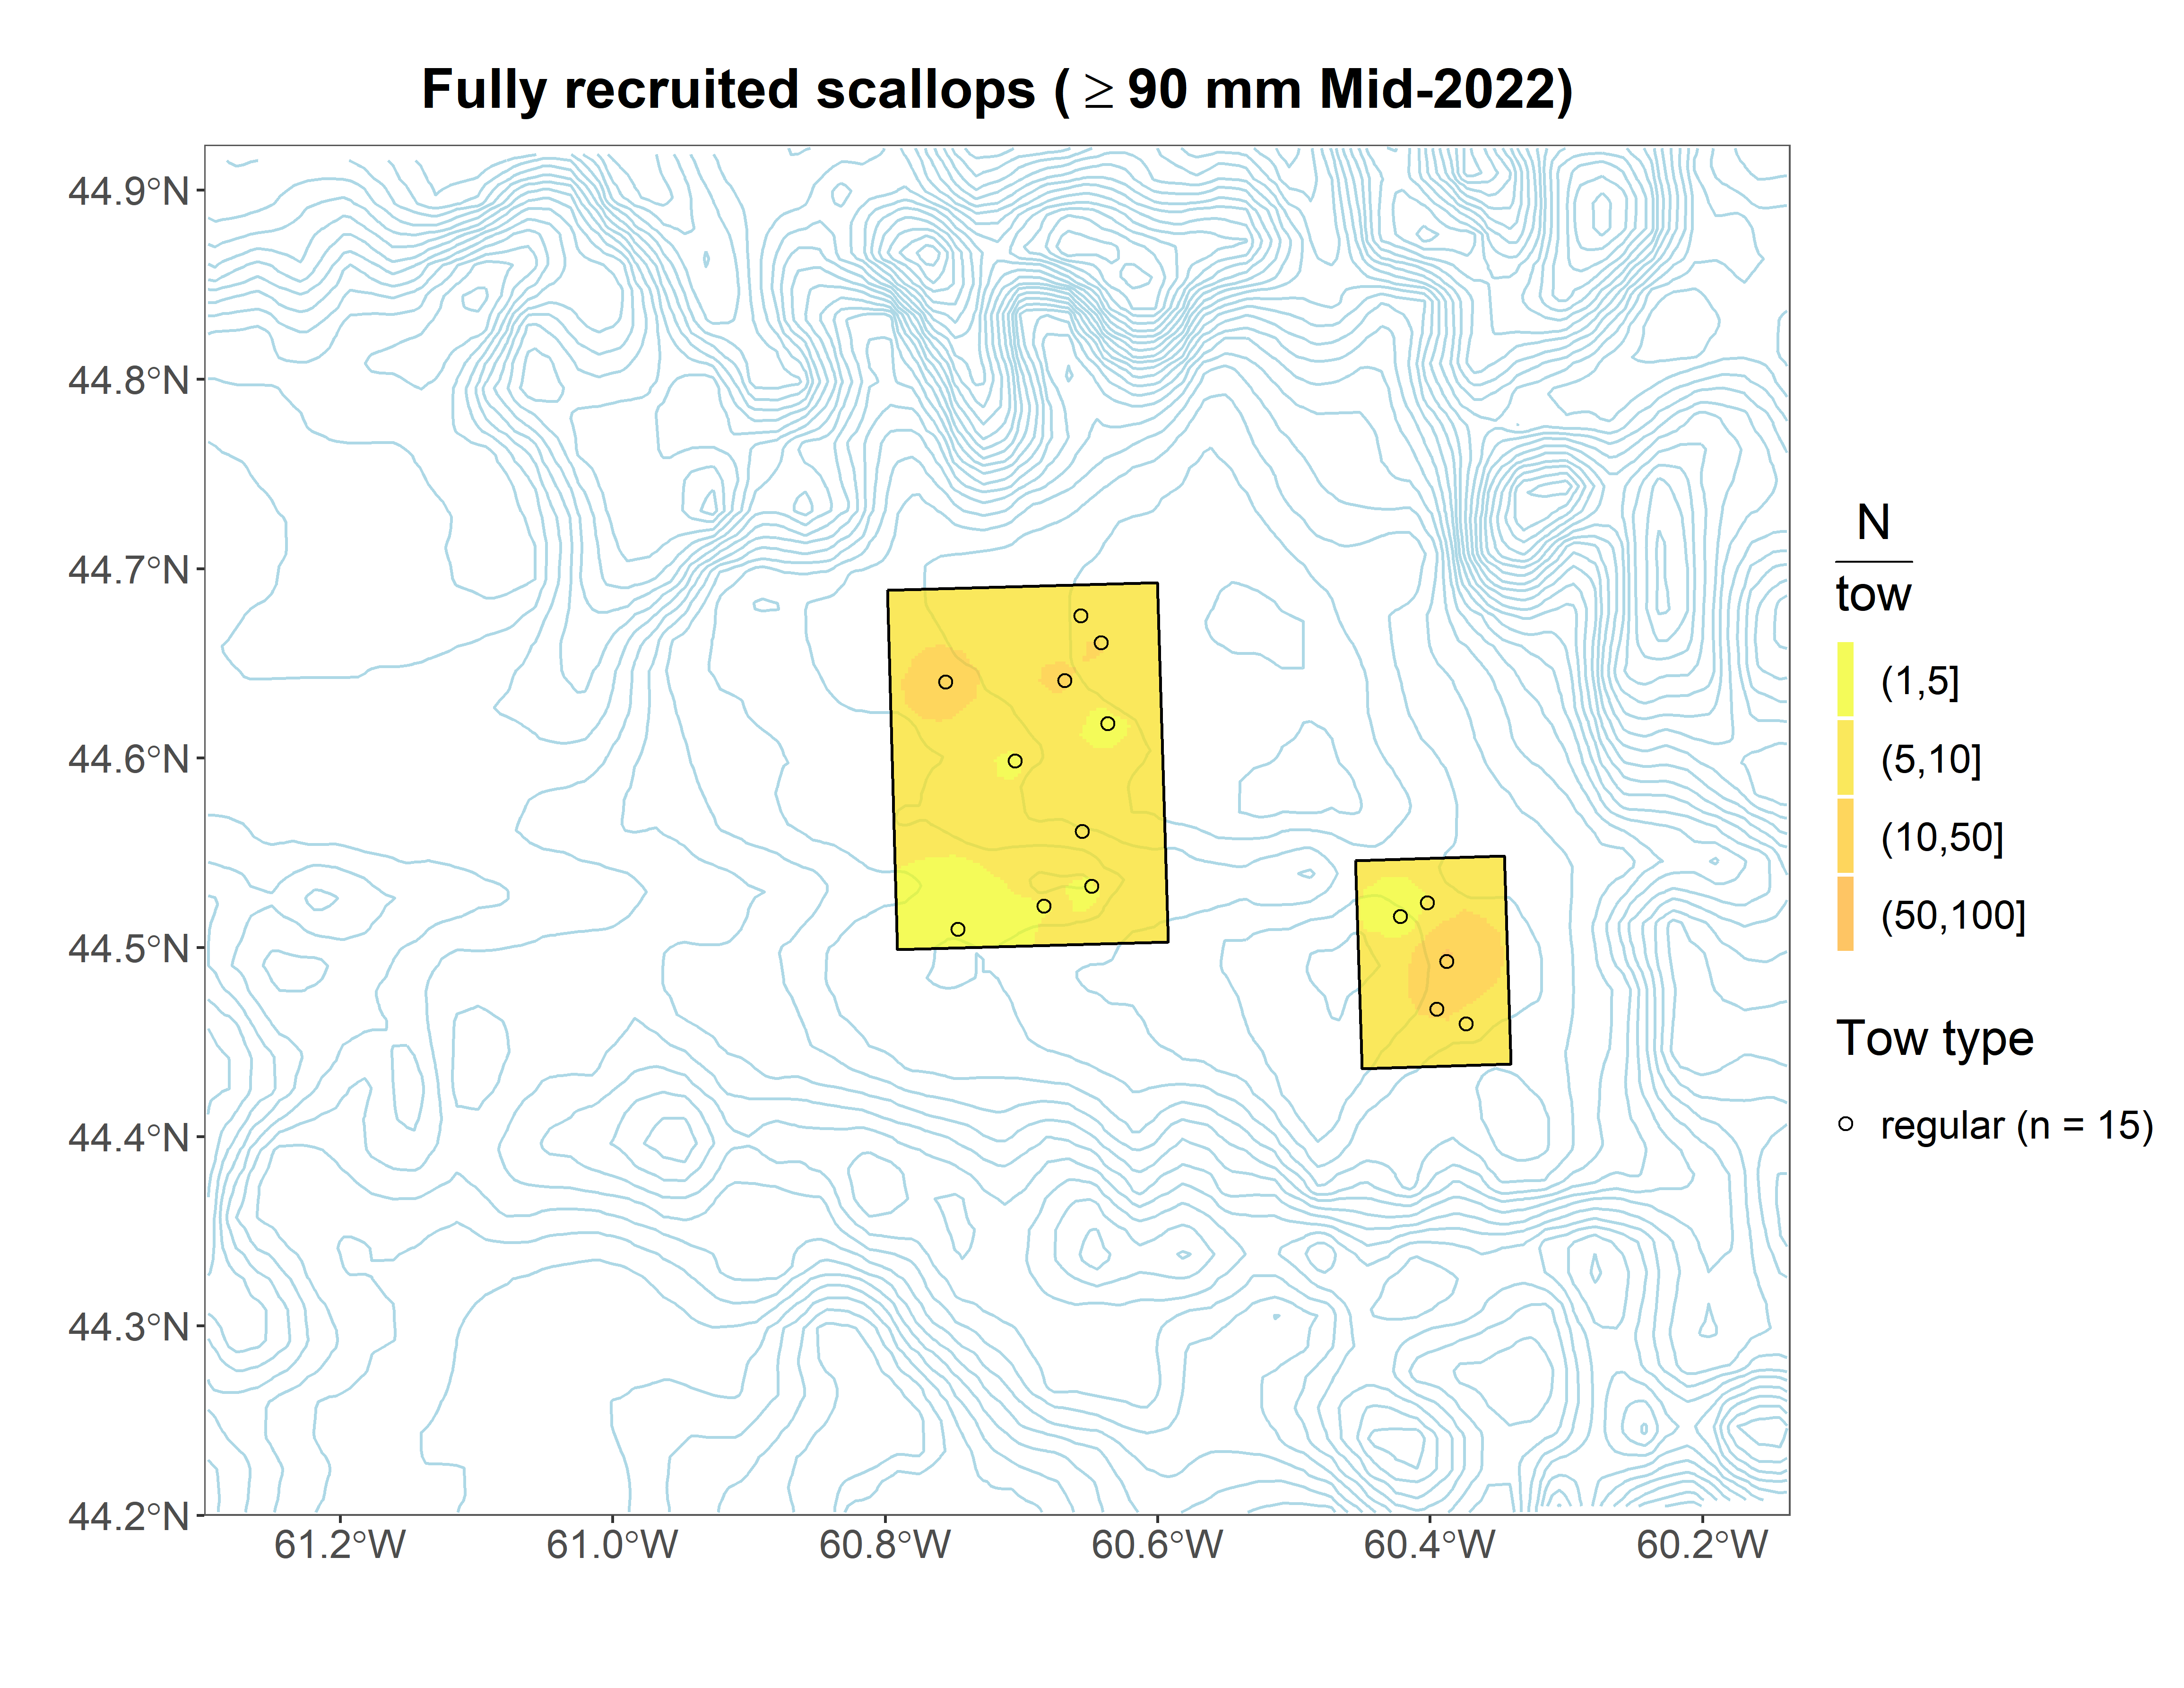 Fully recruited scallops ( ≥ 90 mm Mid-2022)
44.9°N
44.8°N
44.7°N
44.6°N
44.5°N
44.4°N
44.3°N
44.2°N
61.2°W 61.0°W 60.8°W 60.6°W 60.4°W 60.2°W
N
tow
(1,5]
(5,10]
(10,50]
(50,100]
Tow type
regular (n = 15)